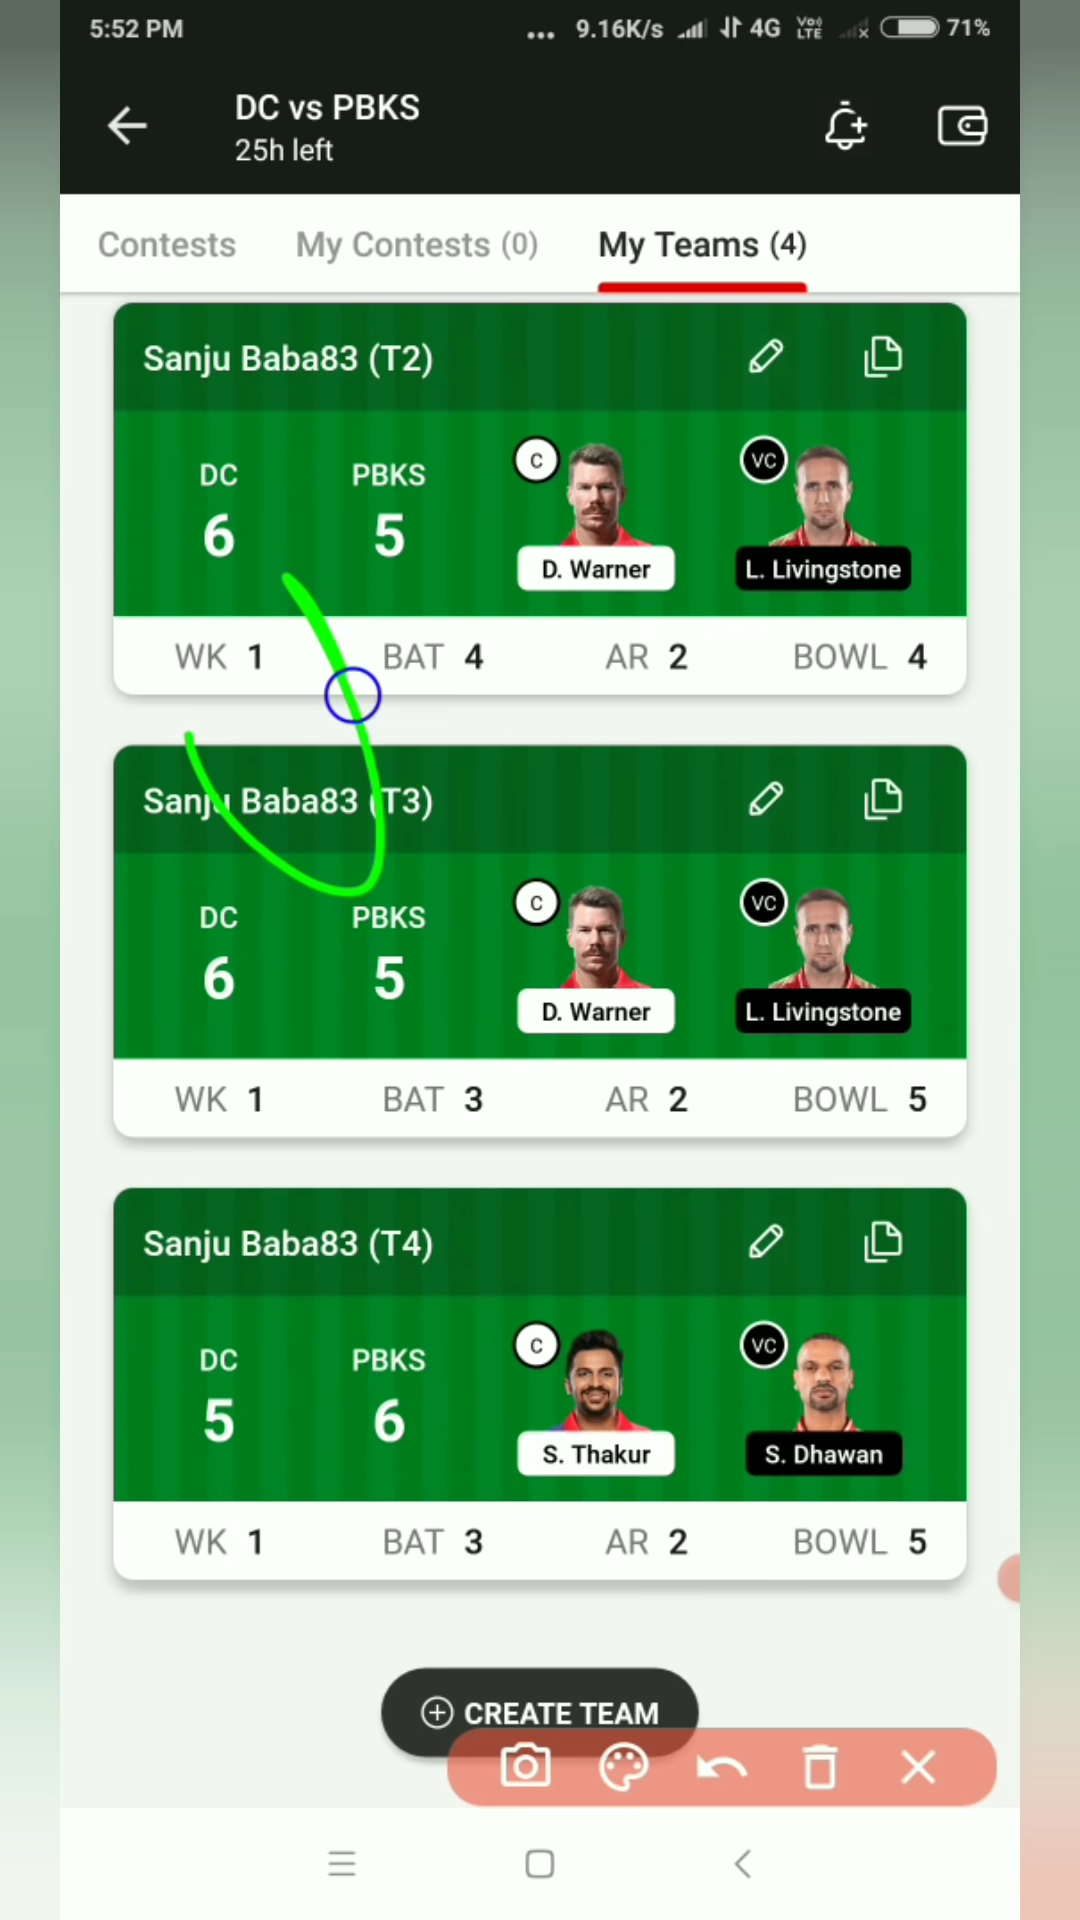 5:52 PM ... 9.16K/s 4G VoLTE 71%
DC vs PBKS
25h left
Contests My Contests (0) My Teams (4)
Sanju Baba83 (T2)
DC PBKS C VC
6 5
D. Warner L. Livingstone
WK 1 BAT 4 AR 2 BOWL 4
Sanju Baba83 (T3)
DC PBKS C VC
6 5
D. Warner L. Livingstone
WK 1 BAT 3 AR 2 BOWL 5
Sanju Baba83 (T4)
DC PBKS C VC
5 6
S. Thakur S. Dhawan
WK 1 BAT 3 AR 2 BOWL 5
CREATE TEAM